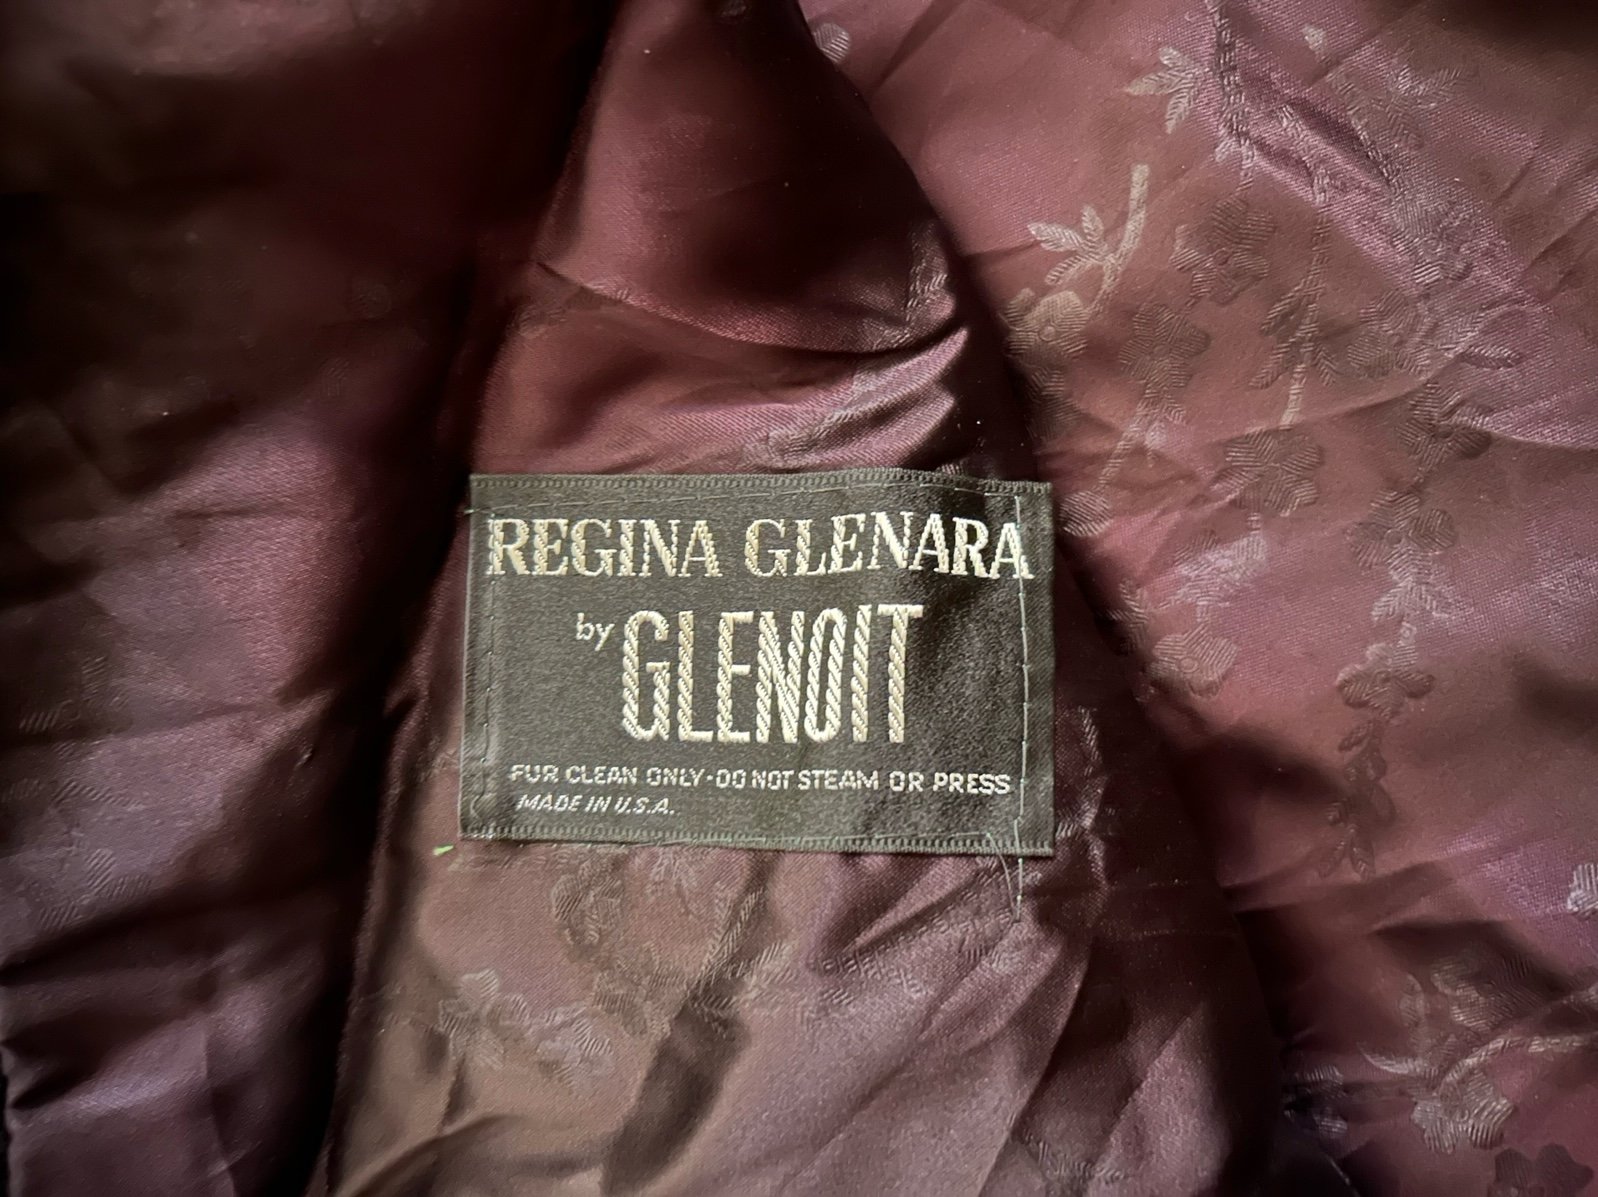 REGINA GLENARA
by GLENOIT
FUR CLEAN ONLY-DO NOT STEAM OR PRESS
MADE IN U.S.A.